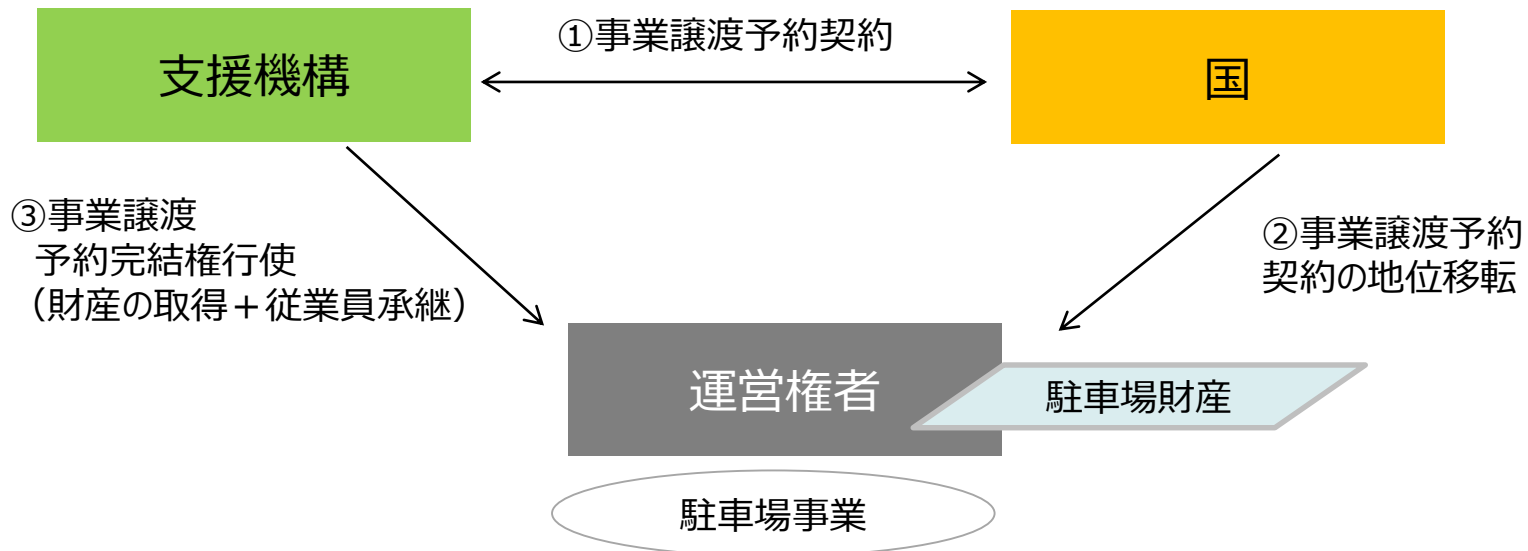 ①事業譲渡予約契約
支援機構
国
③事業譲渡
予約完結権行使
（財産の取得＋従業員承継）
②事業譲渡予約
契約の地位移転
運営権者
駐車場財産
駐車場事業